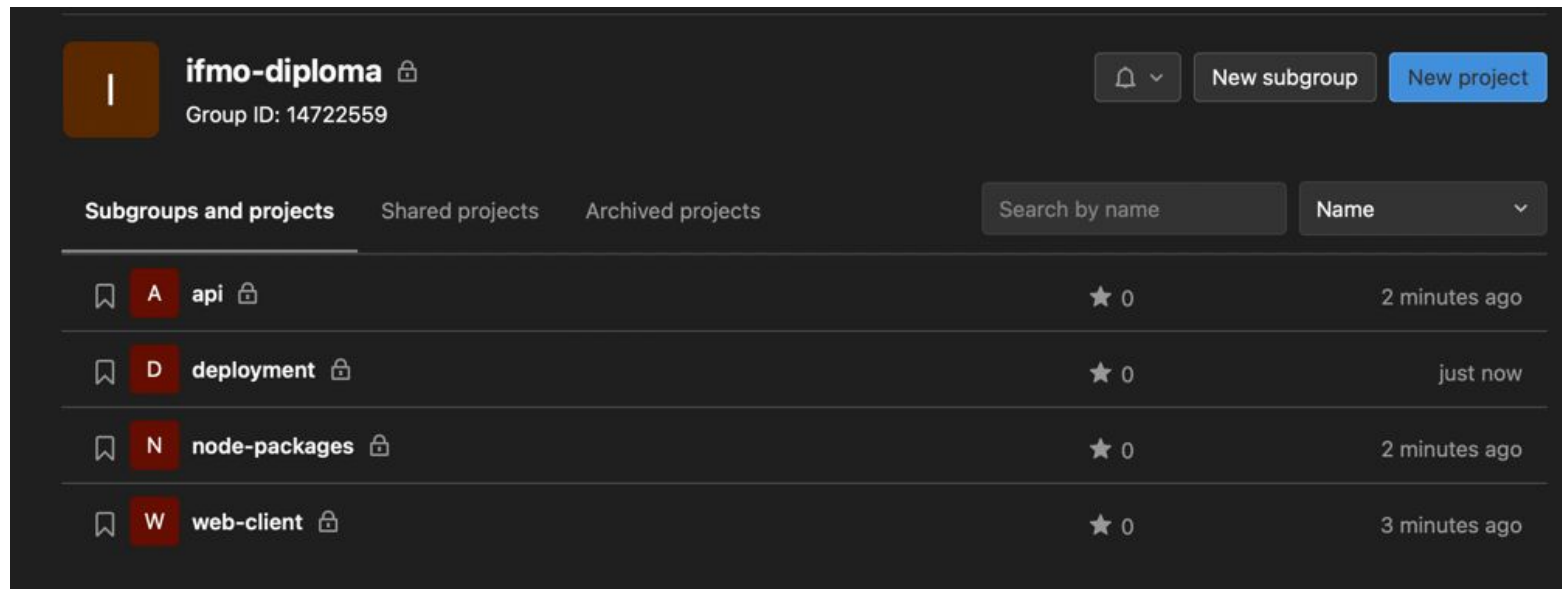 I
ifmo-diploma
Group ID: 14722559
New subgroup
New project
Subgroups and projects
Shared projects
Archived projects
Search by name
Name
A api 0 2 minutes ago
D deployment 0 just now
N node-packages 0 2 minutes ago
W web-client 0 3 minutes ago